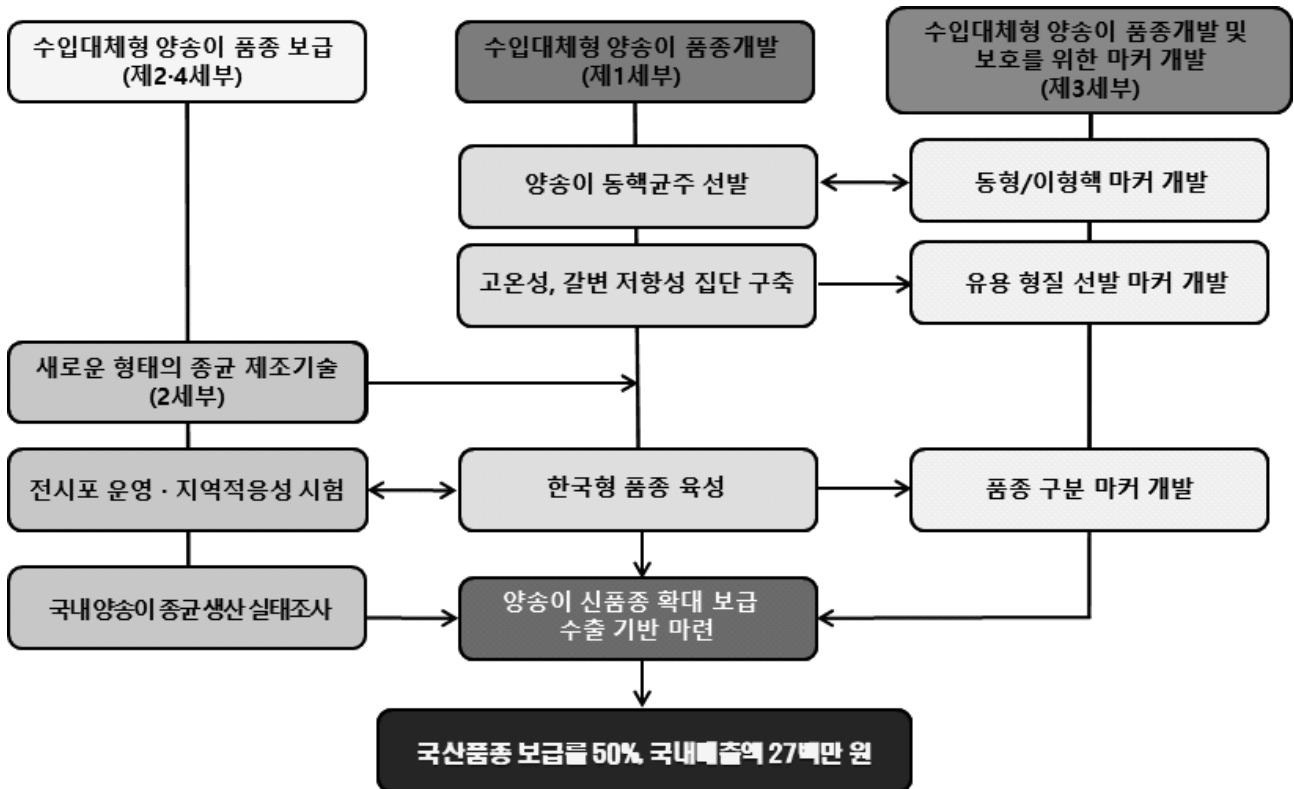 수입대체형 양송이 품종 보급
(제2·4세부)
수입대체형 양송이 품종개발
(제1세부)
수입대체형 양송이 품종개발 및
보호를 위한 마커 개발
(제3세부)
양송이 동핵균주 선발
동형/이형핵 마커 개발
고온성, 갈변 저항성 집단 구축
유용 형질 선발 마커 개발
새로운 형태의 종균 제조기술
(2세부)
전시포 운영 · 지역적응성 시험
한국형 품종 육성
품종 구분 마커 개발
국내 양송이 종균 생산 실태조사
양송이 신품종 확대 보급
수출 기반 마련
국산품종 보급률 50%, 국내매출액 27백만 원